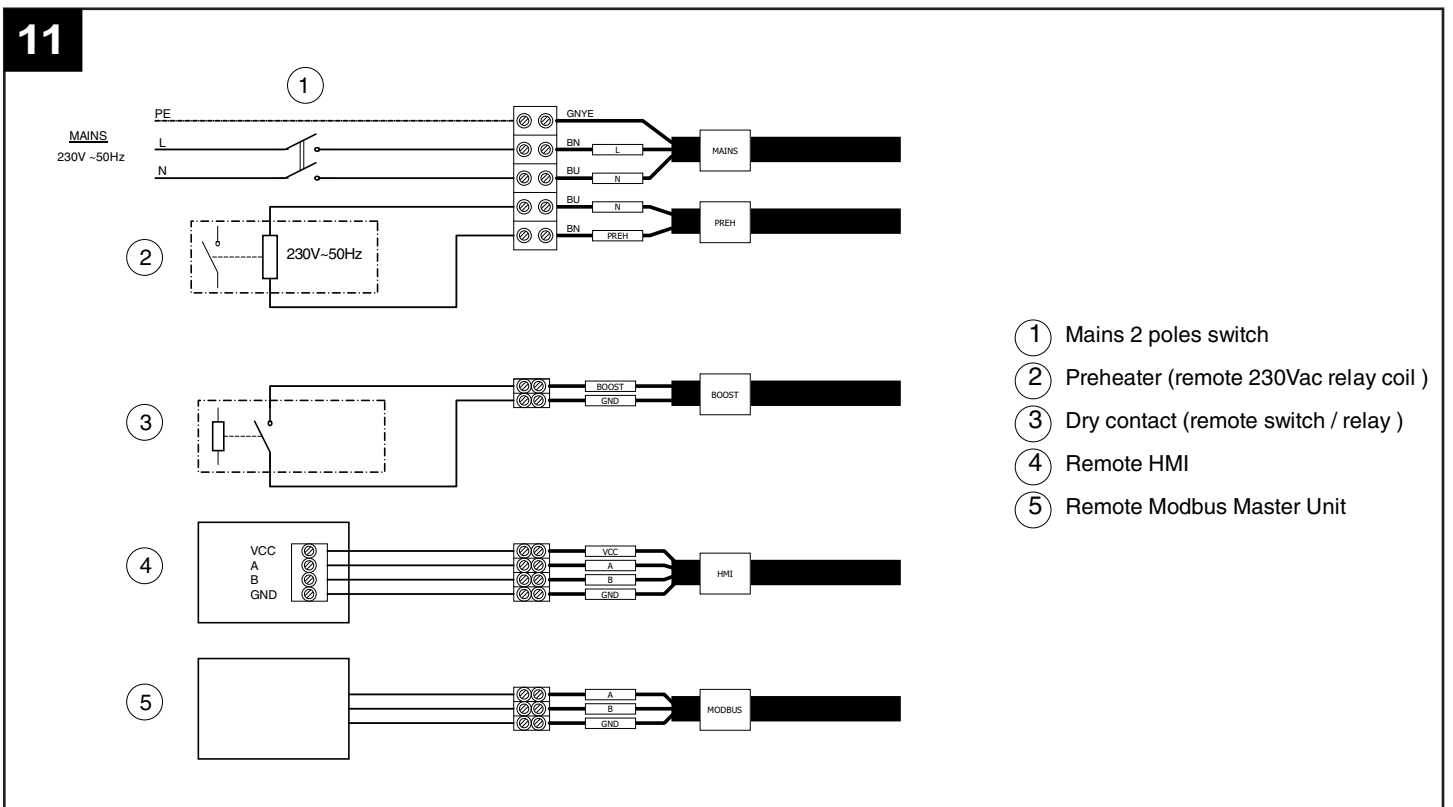 11
1
PE
GNYE
MAINS
230V ~50Hz
L
BN
L
MAINS
N
BU
N
BU
N
PREH
BN
PREH
2
230V~50Hz
1 Mains 2 poles switch
2 Preheater (remote 230Vac relay coil )
3 Dry contact (remote switch / relay )
4 Remote HMI
5 Remote Modbus Master Unit
3
BOOST
GND
BOOST
4
VCC
A
B
GND
VCC
A
B
GND
HMI
5
A
B
GND
MODBUS